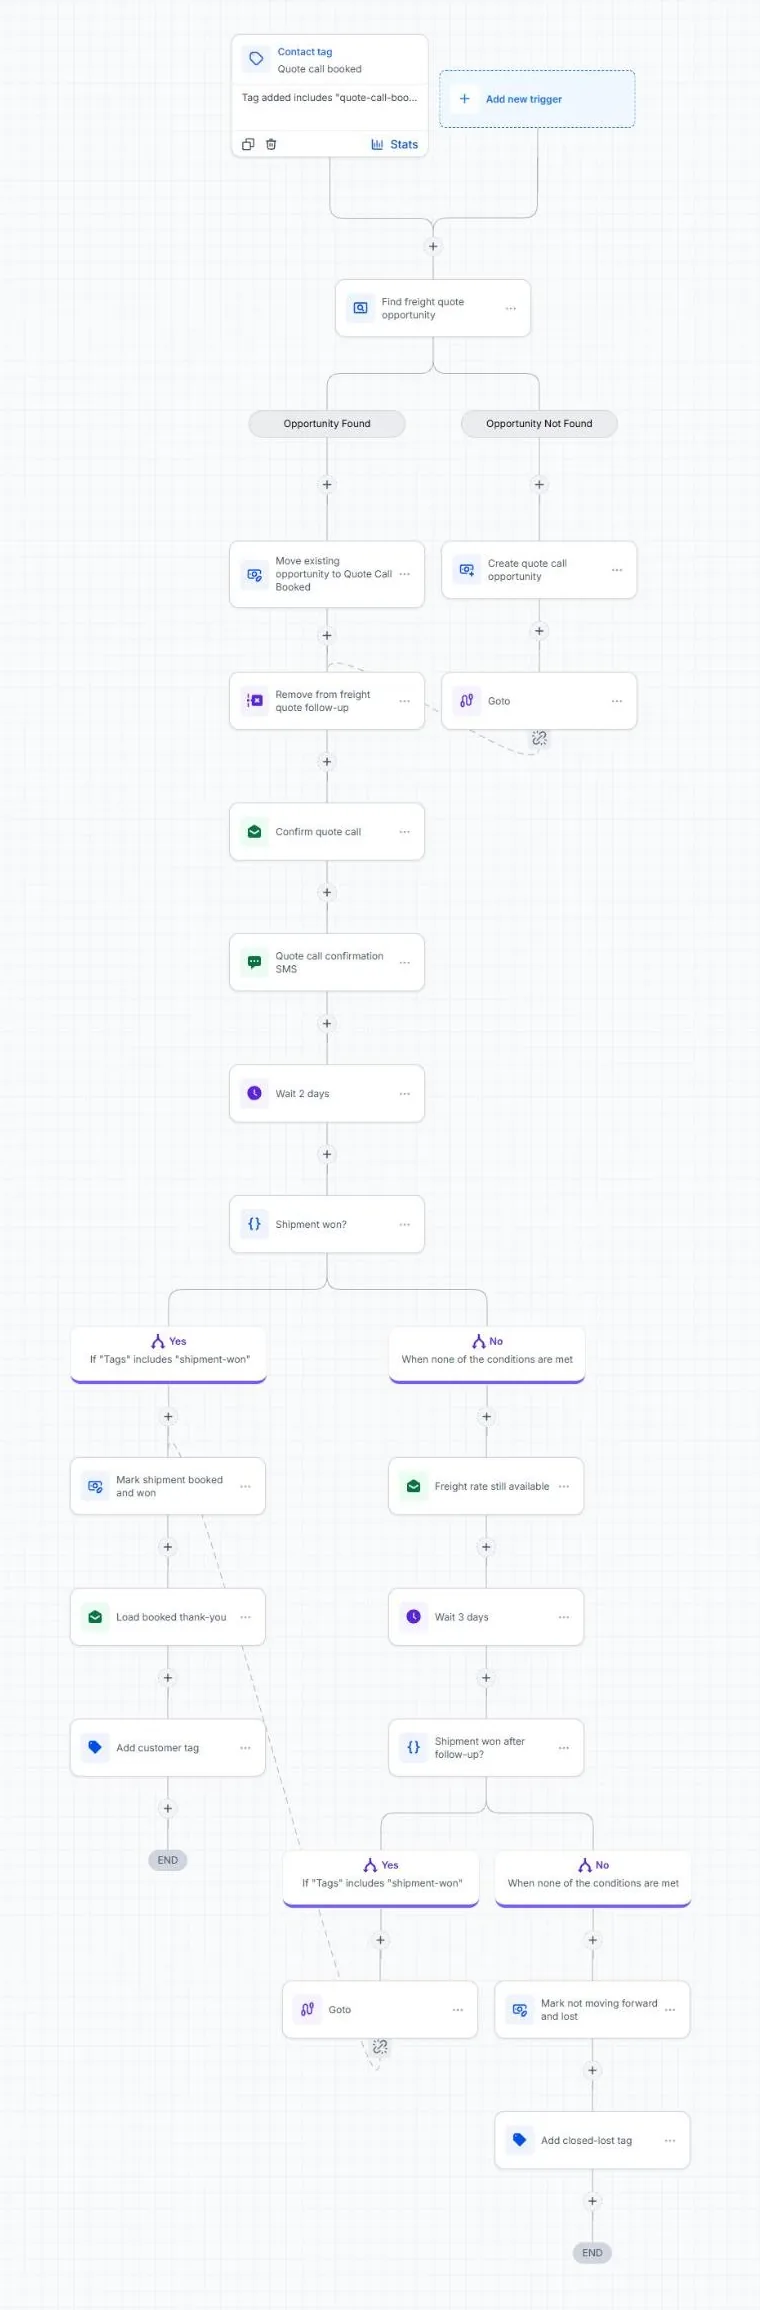 Contact tag
Quote call booked
Tag added includes "quote-call-boo...
Stats
Add new trigger
Find freight quote
opportunity
Opportunity Found
Opportunity Not Found
Move existing
opportunity to Quote Call
Booked
Create quote call
opportunity
Remove from freight
quote follow-up
Goto
Confirm quote call
Quote call confirmation
SMS
Wait 2 days
Shipment won?
Yes
If "Tags" includes "shipment-won"
No
When none of the conditions are met
Mark shipment booked
and won
Freight rate still available
Load booked thank-you
Wait 3 days
Add customer tag
Shipment won after
follow-up?
END
Yes
If "Tags" includes "shipment-won"
No
When none of the conditions are met
Goto
Mark not moving forward
and lost
Add closed-lost tag
END